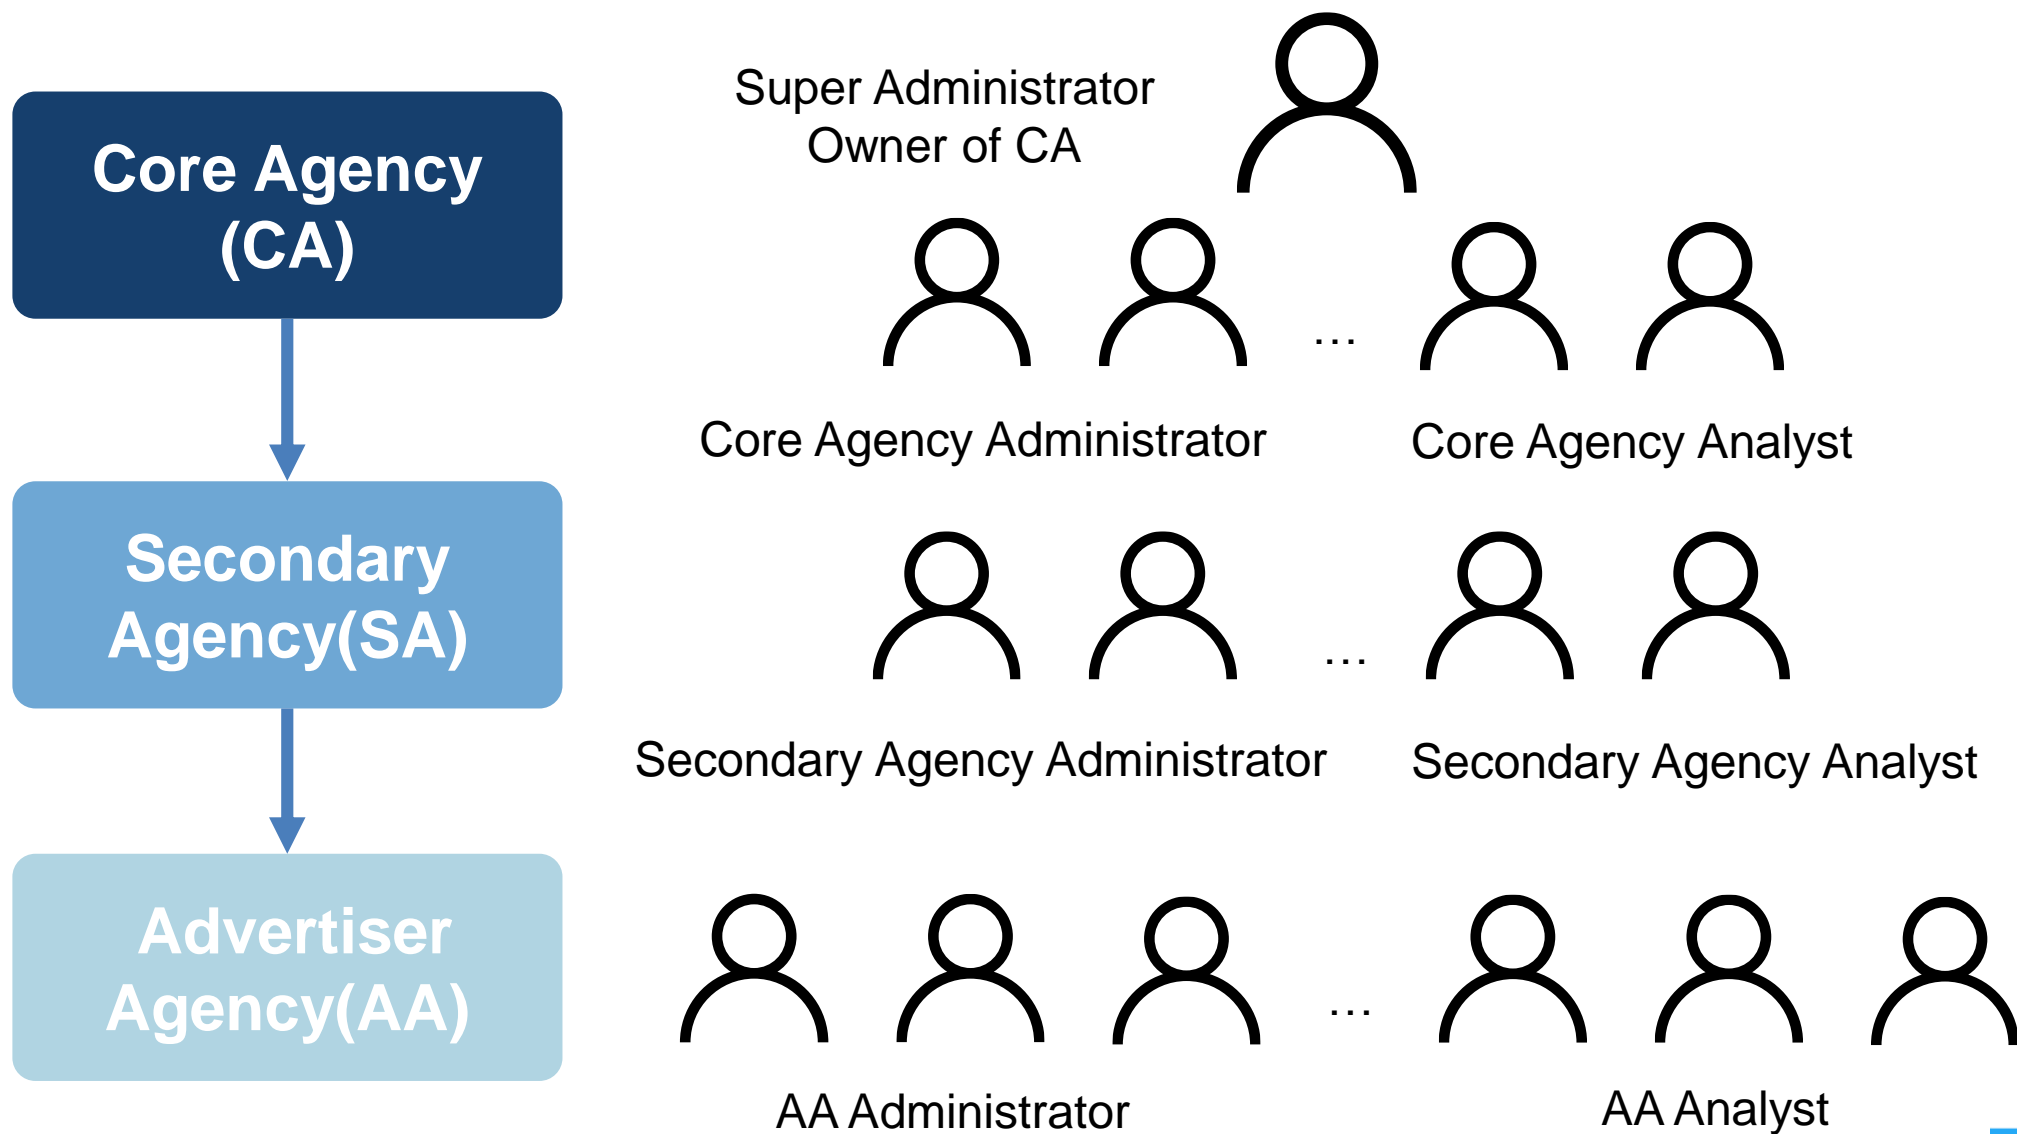 Super Administrator
Owner of CA
Core Agency
(CA)
...
Core Agency Administrator
Core Agency Analyst
Secondary
Agency(SA)
...
Secondary Agency Administrator
Secondary Agency Analyst
Advertiser
Agency(AA)
...
AA Administrator
AA Analyst